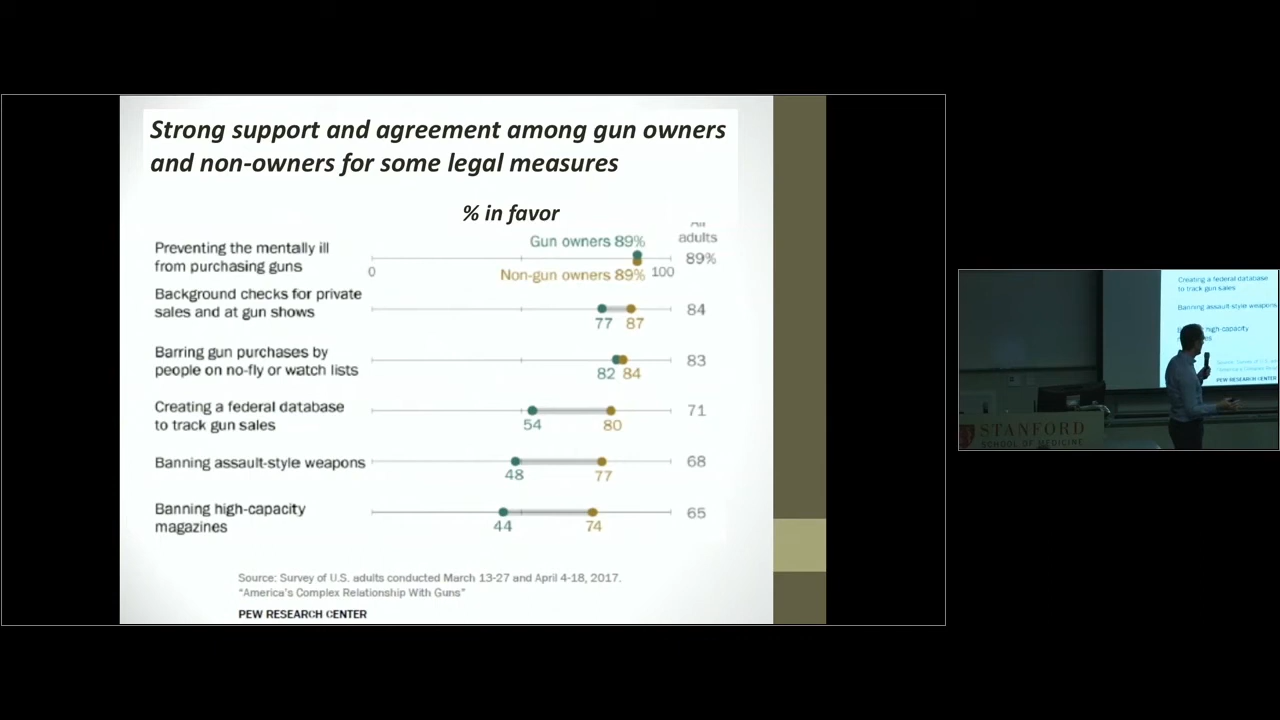 Strong support and agreement among gun owners
and non-owners for some legal measures
% in favor
All
adults
Preventing the mentally ill
from purchasing guns
Gun owners 89%
0
Non-gun owners 89%
100
89%
Background checks for private
sales and at gun shows
77 87
84
Barring gun purchases by
people on no-fly or watch lists
82 84
83
Creating a federal database
to track gun sales
54 80
71
Banning assault-style weapons
48 77
68
Banning high-capacity
magazines
44 74
65
Source: Survey of U.S. adults conducted March 13-27 and April 4-18, 2017.
"America's Complex Relationship With Guns"
PEW RESEARCH CENTER
Creating a federal database
to track gun sales
Banning assault-style weapons
high-capacity
PEW RESEARCH CENTER
STANFORD
SCHOOL OF MEDICINE